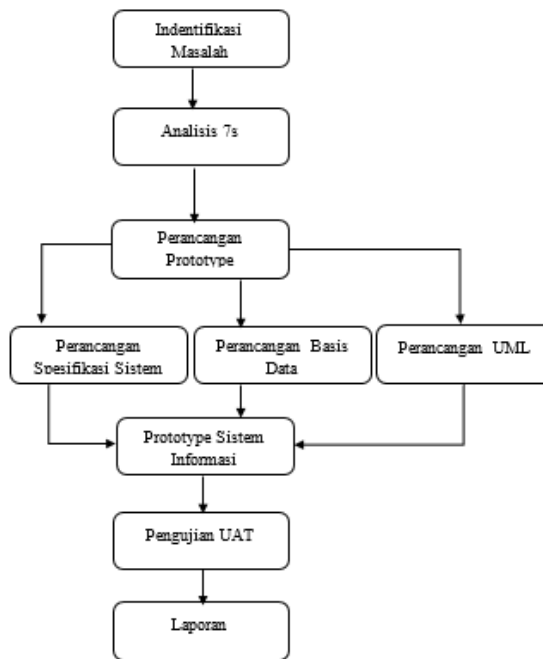 Indentifikasi
Masalah
Analisis 7s
Perancangan
Prototype
Perancangan
Spesifikasi Sistem
Perancangan Basis
Data
Perancangan UML
Prototype Sistem
Informasi
Pengujian UAT
Laporan